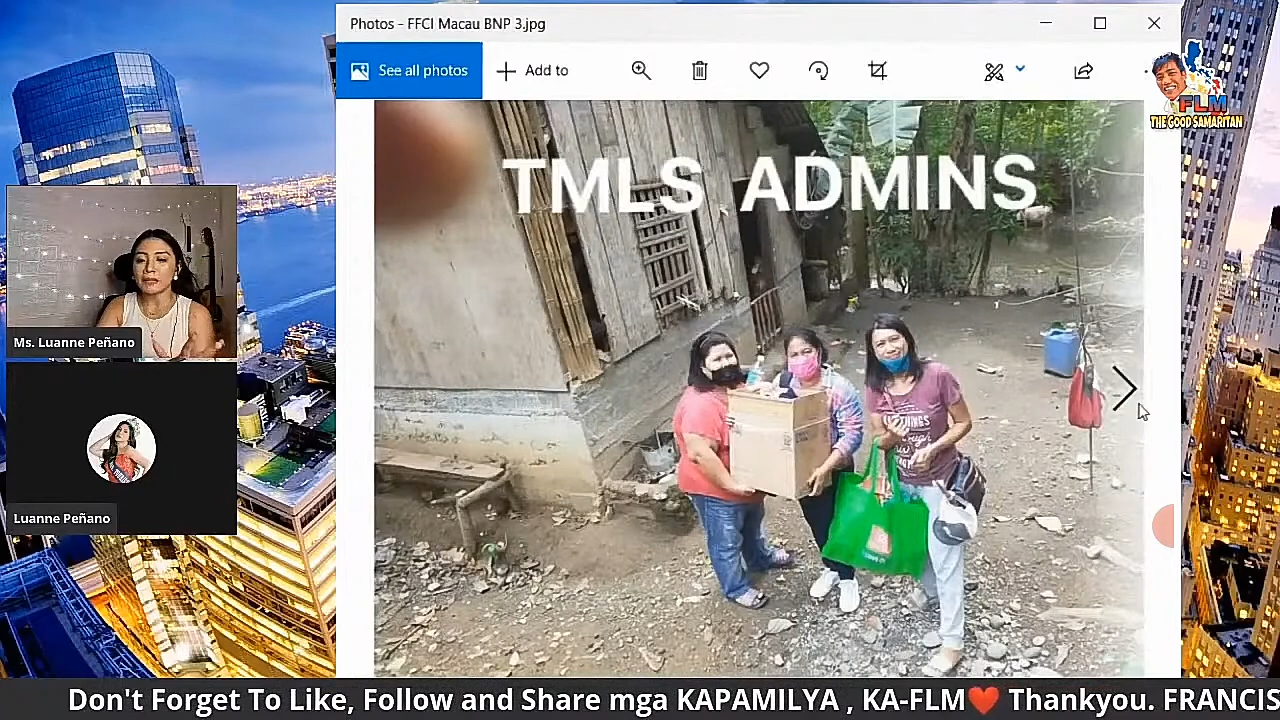 Photos - FFCI Macau BNP 3.jpg
See all photos
Add to
FLM
THE GOOD SAMARITAN
TMLS ADMINS
Ms. Luanne Peñano
Luanne Peñano
Don't Forget To Like, Follow and Share mga KAPAMILYA , KA-FLM❤️ Thankyou. FRANCIS